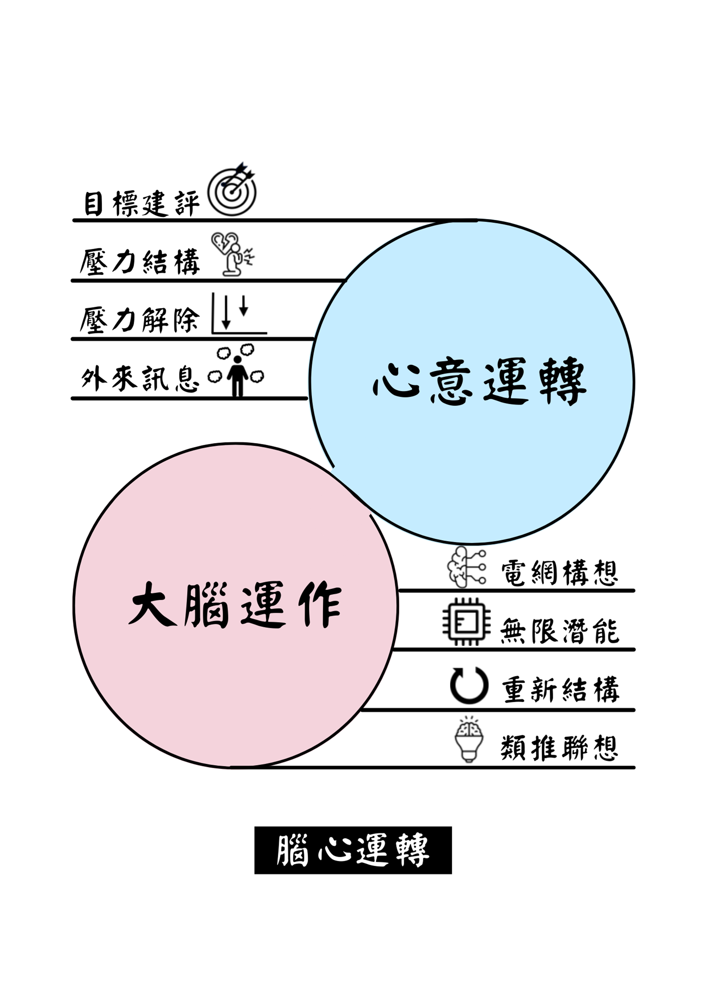 目標建評
壓力結構
壓力解除
外來訊息
心意運轉
大腦運作
電網構想
無限潛能
重新結構
類推聯想
腦心運轉